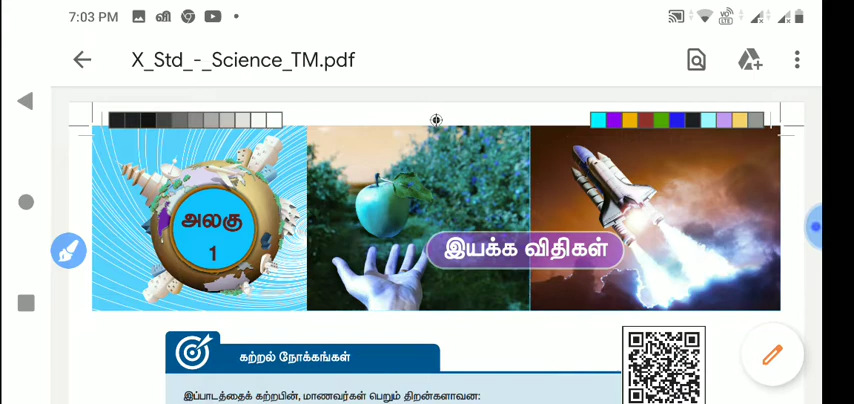 7:03 PM
X_Std_-_Science_TM.pdf
அலகு
1
இயக்க விதிகள்
கற்றல் நோக்கங்கள்
இப்பாடத்தைக் கற்றபின், மாணவர்கள் பெறும் திறன்களாவன: